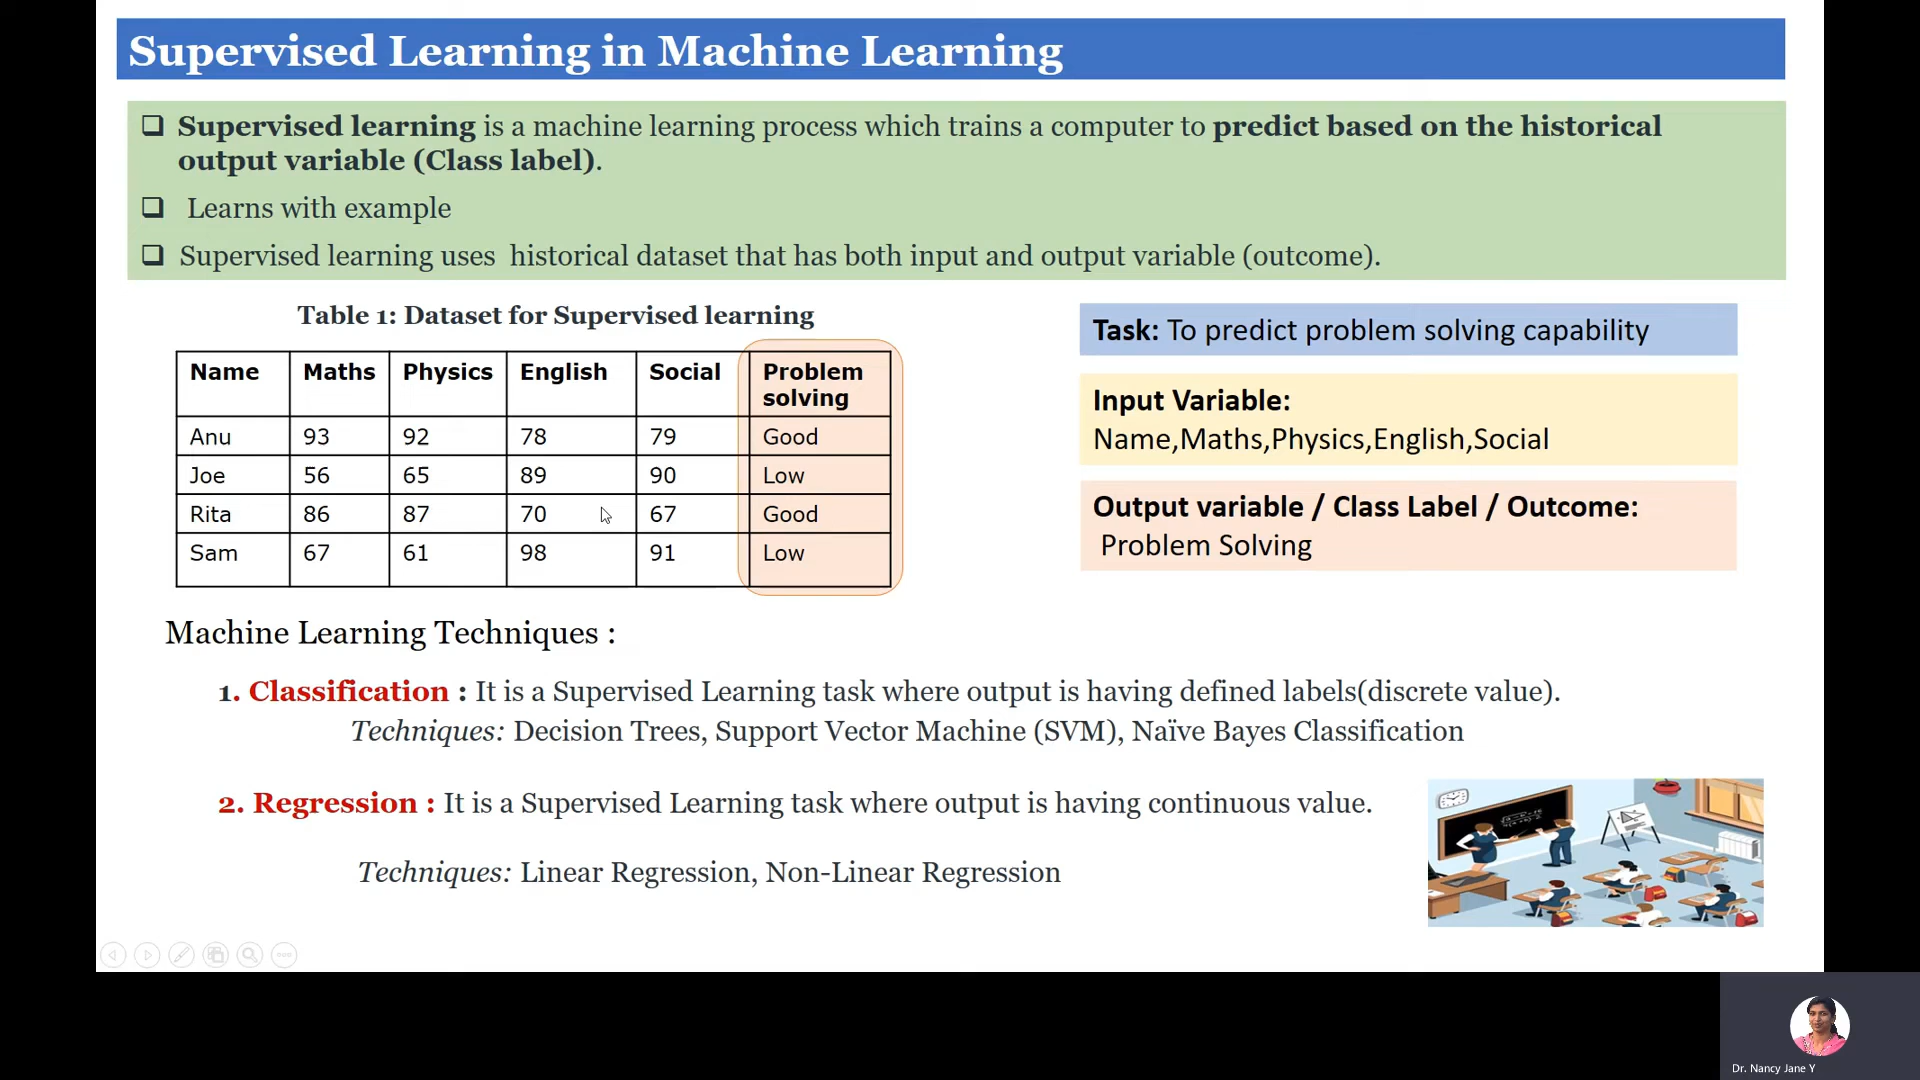 Supervised Learning in Machine Learning
Supervised learning is a machine learning process which trains a computer to predict based on the historical
output variable (Class label).
Learns with example
Supervised learning uses historical dataset that has both input and output variable (outcome).
Table 1: Dataset for Supervised learning
Name Maths Physics English Social Problem solving
Anu 93 92 78 79 Good
Joe 56 65 89 90 Low
Rita 86 87 70 67 Good
Sam 67 61 98 91 Low
Task: To predict problem solving capability
Input Variable:
Name,Maths,Physics,English,Social
Output variable / Class Label / Outcome:
Problem Solving
Machine Learning Techniques :
1. Classification : It is a Supervised Learning task where output is having defined labels(discrete value).
Techniques: Decision Trees, Support Vector Machine (SVM), Naïve Bayes Classification
2. Regression : It is a Supervised Learning task where output is having continuous value.
Techniques: Linear Regression, Non-Linear Regression
Dr. Nancy Jane Y